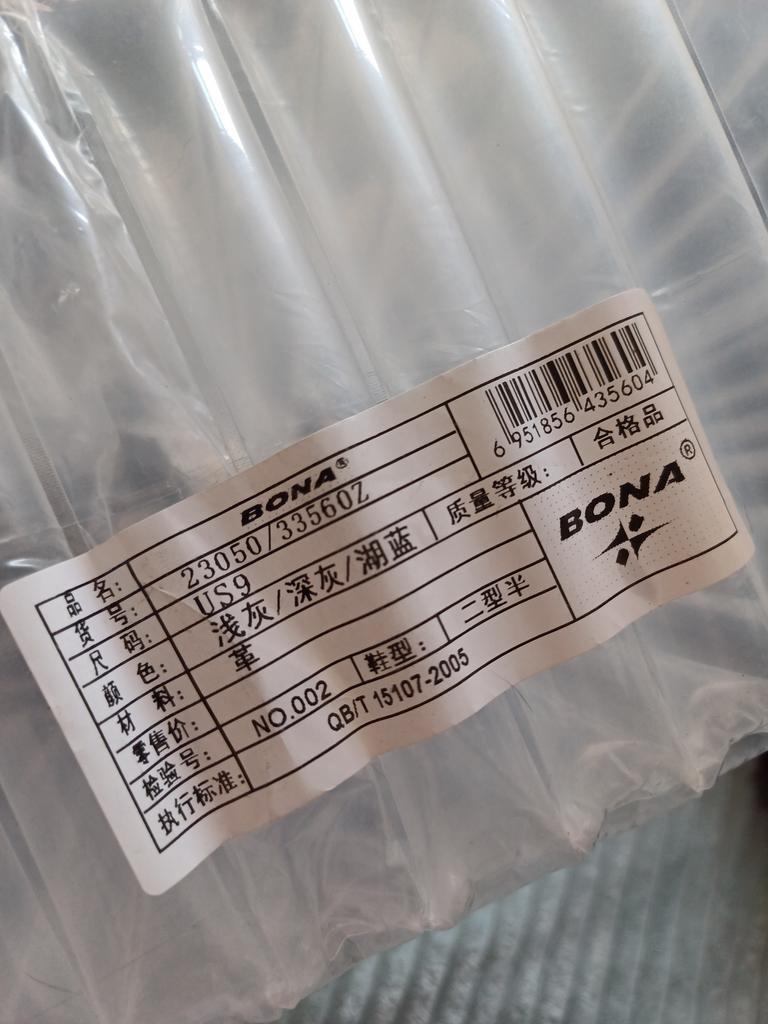 品名: BONA®
货号: 23050/33560Z
尺码: US9
颜色: 浅灰/深灰/湖蓝
材料: 革
零售价:
检验号: NO.002 鞋型: 二型半
执行标准: QB/T 15107-2005
6 951856 435604
质量等级: 合格品
BONA®